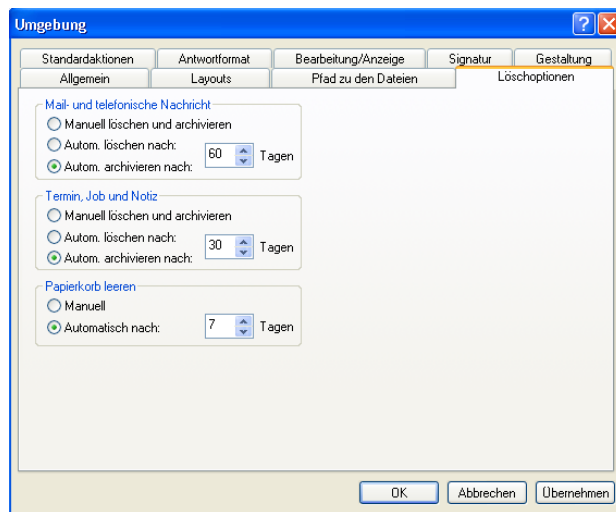 Umgebung
Standardaktionen Antwortformat Bearbeitung/Anzeige Signatur Gestaltung
Allgemein Layouts Pfad zu den Dateien Löschoptionen
Mail- und telefonische Nachricht
Manuell löschen und archivieren
Autom. löschen nach:
60 Tagen
Autom. archivieren nach:
Termin, Job und Notiz
Manuell löschen und archivieren
Autom. löschen nach:
30 Tagen
Autom. archivieren nach:
Papierkorb leeren
Manuell
Automatisch nach: 7 Tagen
OK Abbrechen Übernehmen